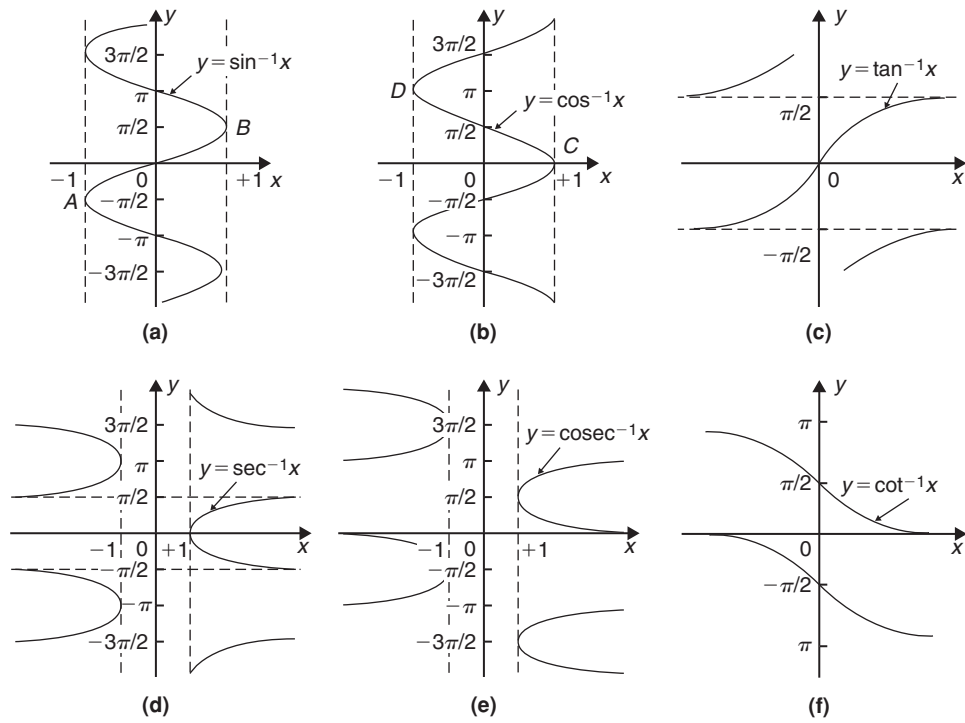 y
3π/2
y=sin⁻¹x
π
π/2
B
−1
0
+1 x
A
−π/2
−π
−3π/2
(a)
y
3π/2
D
π
y=cos⁻¹x
π/2
C
−1
0
+1
x
−π/2
−π
−3π/2
(b)
y
y=tan⁻¹x
π/2
0
x
−π/2
(c)
y
3π/2
π
y=sec⁻¹x
π/2
−1
0
+1
x
−π/2
−π
−3π/2
(d)
y
3π/2
y=cosec⁻¹x
π
π/2
−1
0
+1
x
−π/2
−π
−3π/2
(e)
y
π
π/2
y=cot⁻¹x
0
x
−π/2
π
(f)